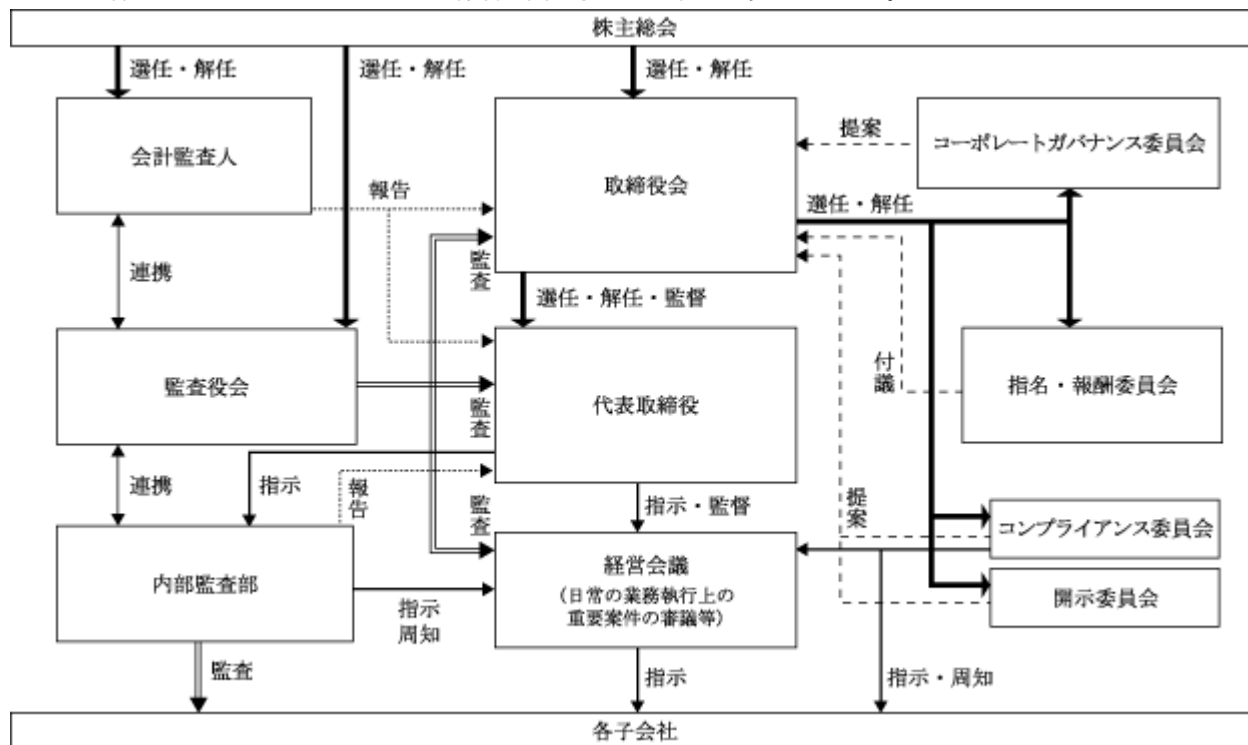 株主総会
選任・解任
選任・解任
選任・解任
会計監査人
取締役会
提案
コーポレートガバナンス委員会
報告
選任・解任
連携
監査
選任・解任・監督
監査役会
監査
代表取締役
付議
指名・報酬委員会
連携
指示
報告
監査
指示・監督
提案
コンプライアンス委員会
内部監査部
指示
周知
経営会議
(日常の業務執行上の
重要案件の審議等)
開示委員会
監査
指示
指示・周知
各子会社